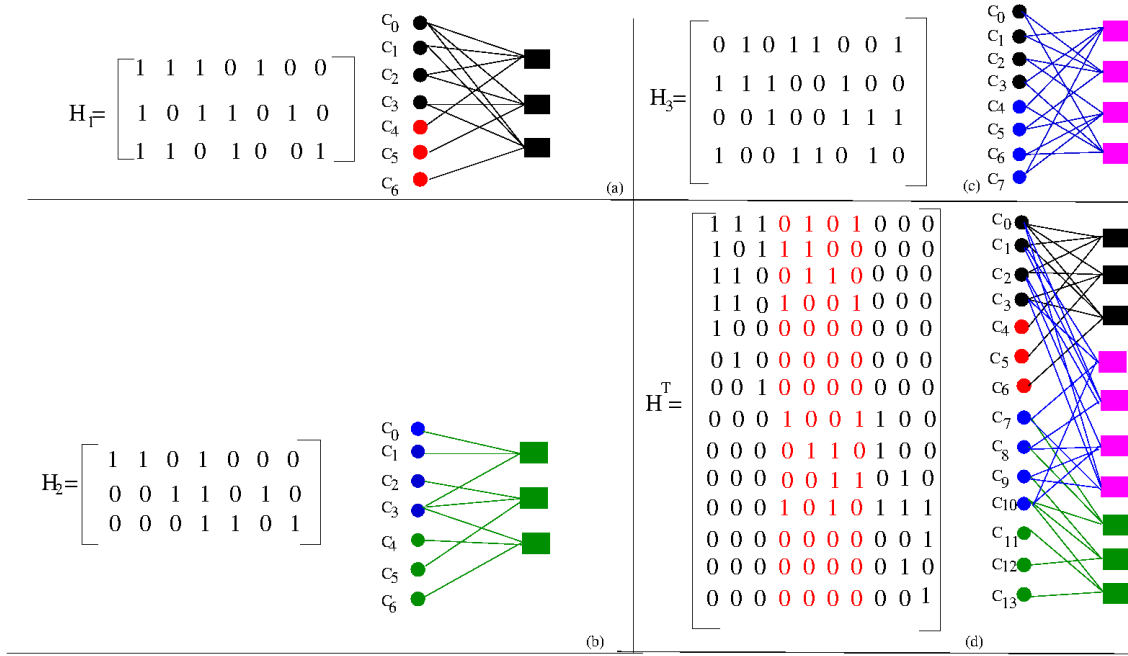 H1=
1 1 1 0 1 0 0
1 0 1 1 0 1 0
1 1 0 1 0 0 1
C0
C1
C2
C3
C4
C5
C6
(a)
H3=
0 1 0 1 1 0 0 1
1 1 1 0 0 1 0 0
0 0 1 0 0 1 1 1
1 0 0 1 1 0 1 0
C0
C1
C2
C3
C4
C5
C6
C7
(c)
H2=
1 1 0 1 0 0 0
0 0 1 1 0 1 0
0 0 0 1 1 0 1
C0
C1
C2
C3
C4
C5
C6
(b)
H^T=
1 1 1 0 1 0 1 0 0 0
1 0 1 1 1 0 0 0 0 0
1 1 0 0 1 1 0 0 0 0
1 1 0 1 0 0 1 0 0 0
1 0 0 0 0 0 0 0 0 0
0 1 0 0 0 0 0 0 0 0
0 0 1 0 0 0 0 0 0 0
0 0 0 1 0 0 1 1 0 0
0 0 0 0 1 1 0 1 0 0
0 0 0 0 0 1 1 0 1 0
0 0 0 1 0 1 0 1 1 1
0 0 0 0 0 0 0 0 0 1
0 0 0 0 0 0 0 0 1 0
0 0 0 0 0 0 0 0 0 1
C0
C1
C2
C3
C4
C5
C6
C7
C8
C9
C10
C11
C12
C13
(d)